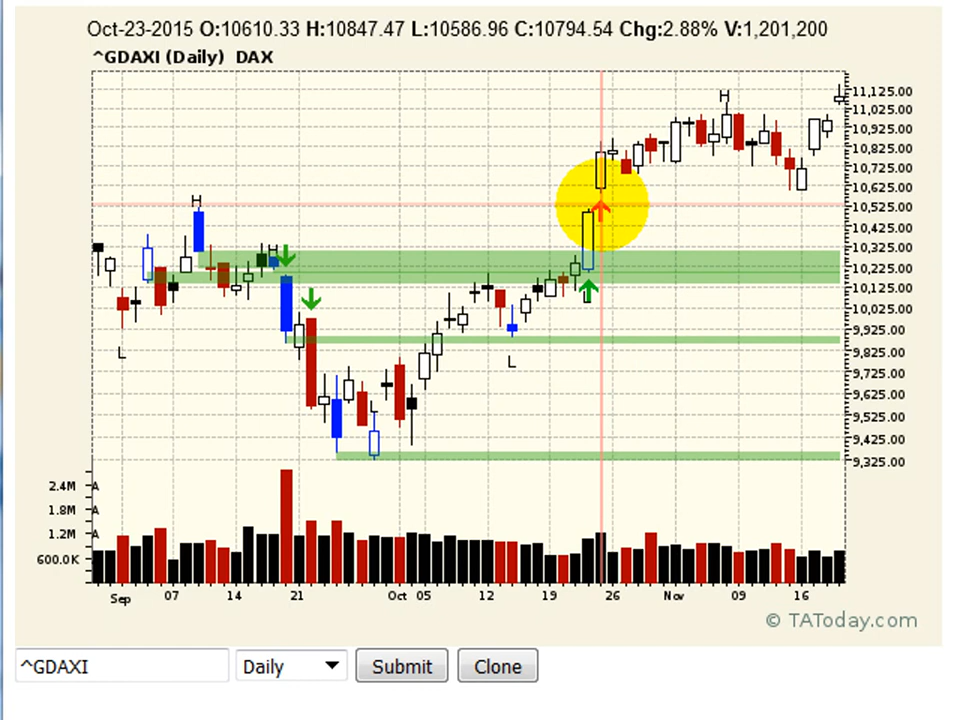 Oct-23-2015 O:10610.33 H:10847.47 L:10586.96 C:10794.54 Chg:2.88% V:1,201,200
^GDAXI (Daily) DAX
11,125.00
11,025.00
10,925.00
10,825.00
10,725.00
10,625.00
10,525.00
10,425.00
10,325.00
10,225.00
10,125.00
10,025.00
9,925.00
9,825.00
9,725.00
9,625.00
9,525.00
9,425.00
9,325.00
H
H
H
L
L
L
L
2.4M A
1.8M A
1.2M A
600.0K
Sep 07 14 21 Oct 05 12 19 26 Nov 09 16
© TAToday.com
^GDAXI Daily Submit Clone